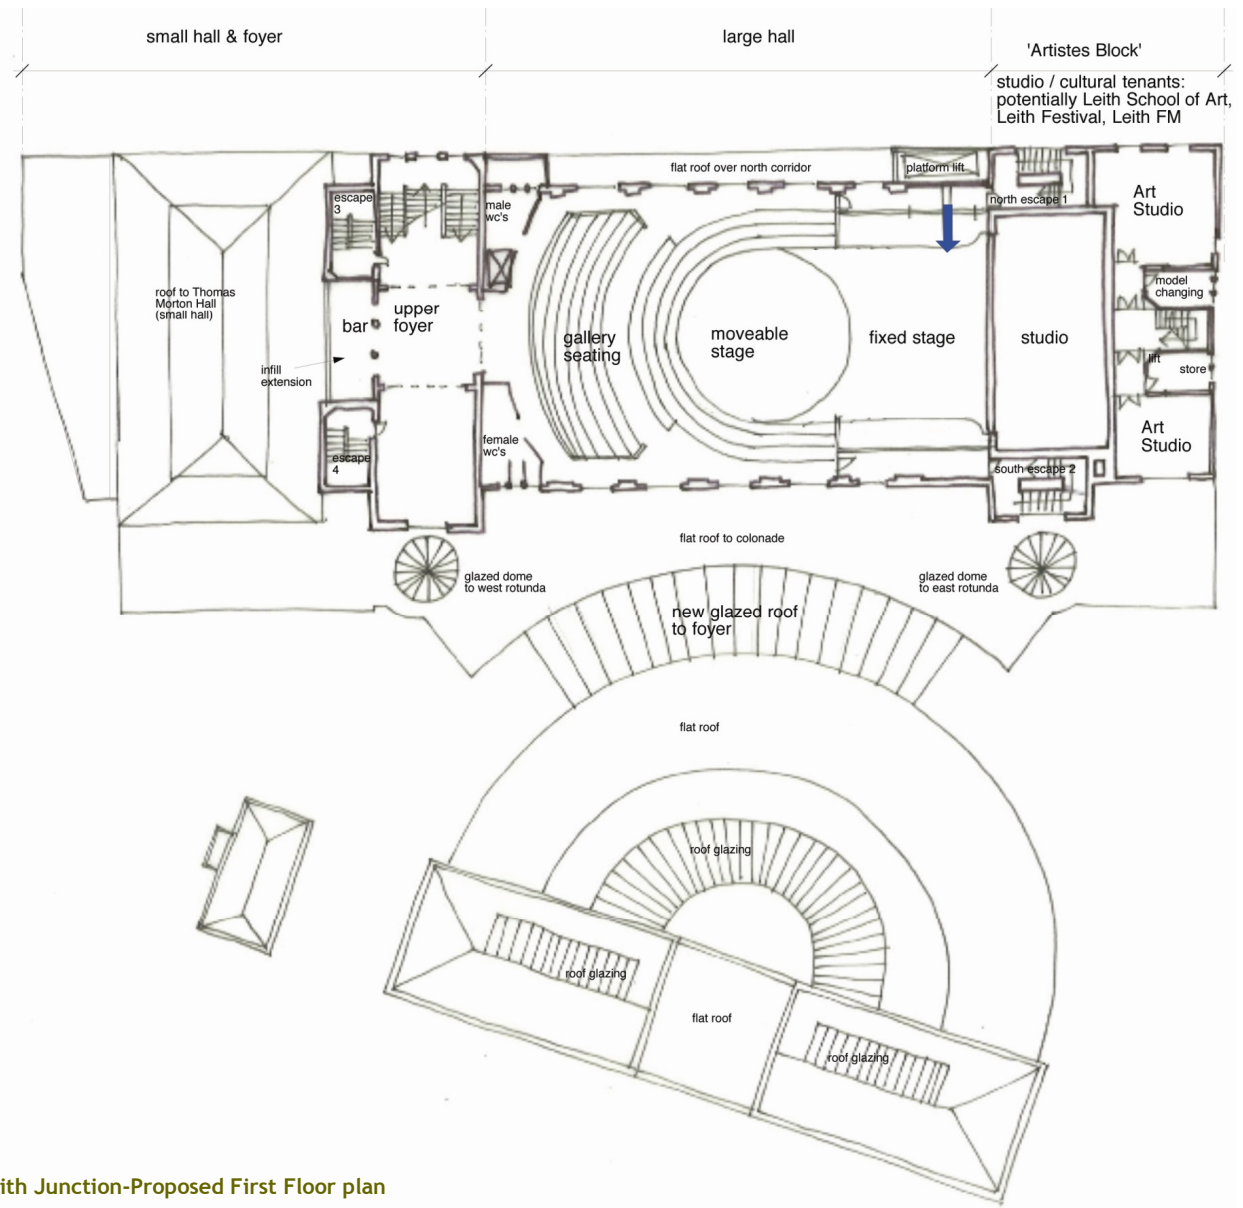 small hall & foyer
large hall
'Artistes Block'
studio / cultural tenants:
potentially Leith School of Art,
Leith Festival, Leith FM
flat roof over north corridor
platform lift
north escape 1
Art
Studio
escape
3
male
wc's
roof to Thomas
Morton Hall
(small hall)
bar
upper
foyer
infill
extension
gallery
seating
moveable
stage
fixed stage
studio
model
changing
lift
store
Art
Studio
escape
4
female
wc's
south escape 2
flat roof to colonade
glazed dome
to west rotunda
glazed dome
to east rotunda
new glazed roof
to foyer
flat roof
roof glazing
roof glazing
flat roof
roof glazing
ith Junction-Proposed First Floor plan